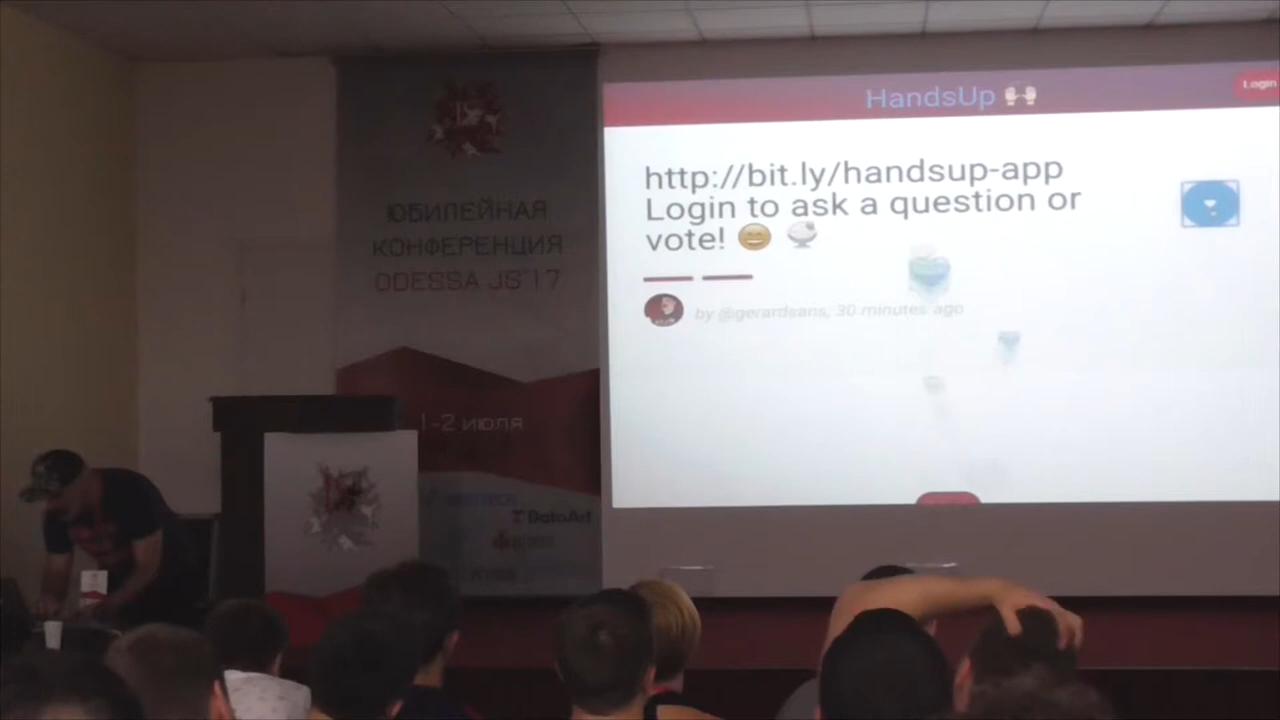 JS
ЮБИЛЕЙНАЯ
КОНФЕРЕНЦИЯ
ODESSA JS'17
1-2 июля
DataArt
HandsUp 🙌
Login
http://bit.ly/handsup-app
Login to ask a question or
vote! 😄
by @gerardsans, 30 minutes ago